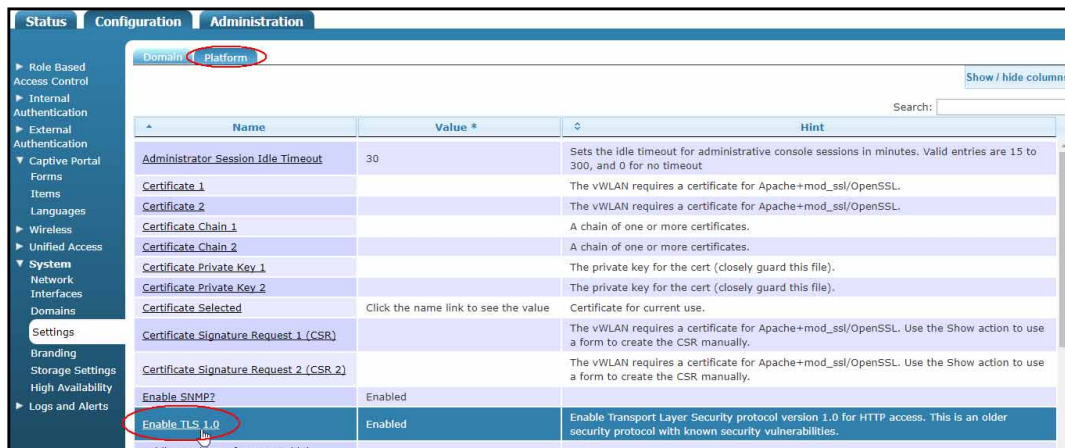 Status Configuration Administration
Domain Platform
Show / hide columns
Search:
Role Based
Access Control
Internal
Authentication
External
Authentication
Captive Portal
Forms
Items
Languages
Wireless
Unified Access
System
Network
Interfaces
Domains
Settings
Branding
Storage Settings
High Availability
Logs and Alerts
Name Value * Hint
Administrator Session Idle Timeout 30 Sets the idle timeout for administrative console sessions in minutes. Valid entries are 15 to
300, and 0 for no timeout
Certificate 1 The vWLAN requires a certificate for Apache+mod_ssl/OpenSSL.
Certificate 2 The vWLAN requires a certificate for Apache+mod_ssl/OpenSSL.
Certificate Chain 1 A chain of one or more certificates.
Certificate Chain 2 A chain of one or more certificates.
Certificate Private Key 1 The private key for the cert (closely guard this file).
Certificate Private Key 2 The private key for the cert (closely guard this file).
Certificate Selected Click the name link to see the value Certificate for current use.
Certificate Signature Request 1 (CSR) The vWLAN requires a certificate for Apache+mod_ssl/OpenSSL. Use the Show action to use
a form to create the CSR manually.
Certificate Signature Request 2 (CSR 2) The vWLAN requires a certificate for Apache+mod_ssl/OpenSSL. Use the Show action to use
a form to create the CSR manually.
Enable SNMP? Enabled
Enable TLS 1.0 Enabled Enable Transport Layer Security protocol version 1.0 for HTTP access. This is an older
security protocol with known security vulnerabilities.